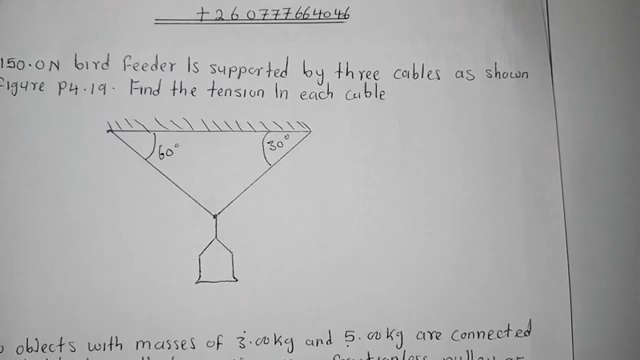 +260777664046
150.0N bird feeder Is supported by three cables as shown
Figure P4.19. Find the tension In each cable
60° 30°
objects with masses of 3.00kg and 5.00kg are connected